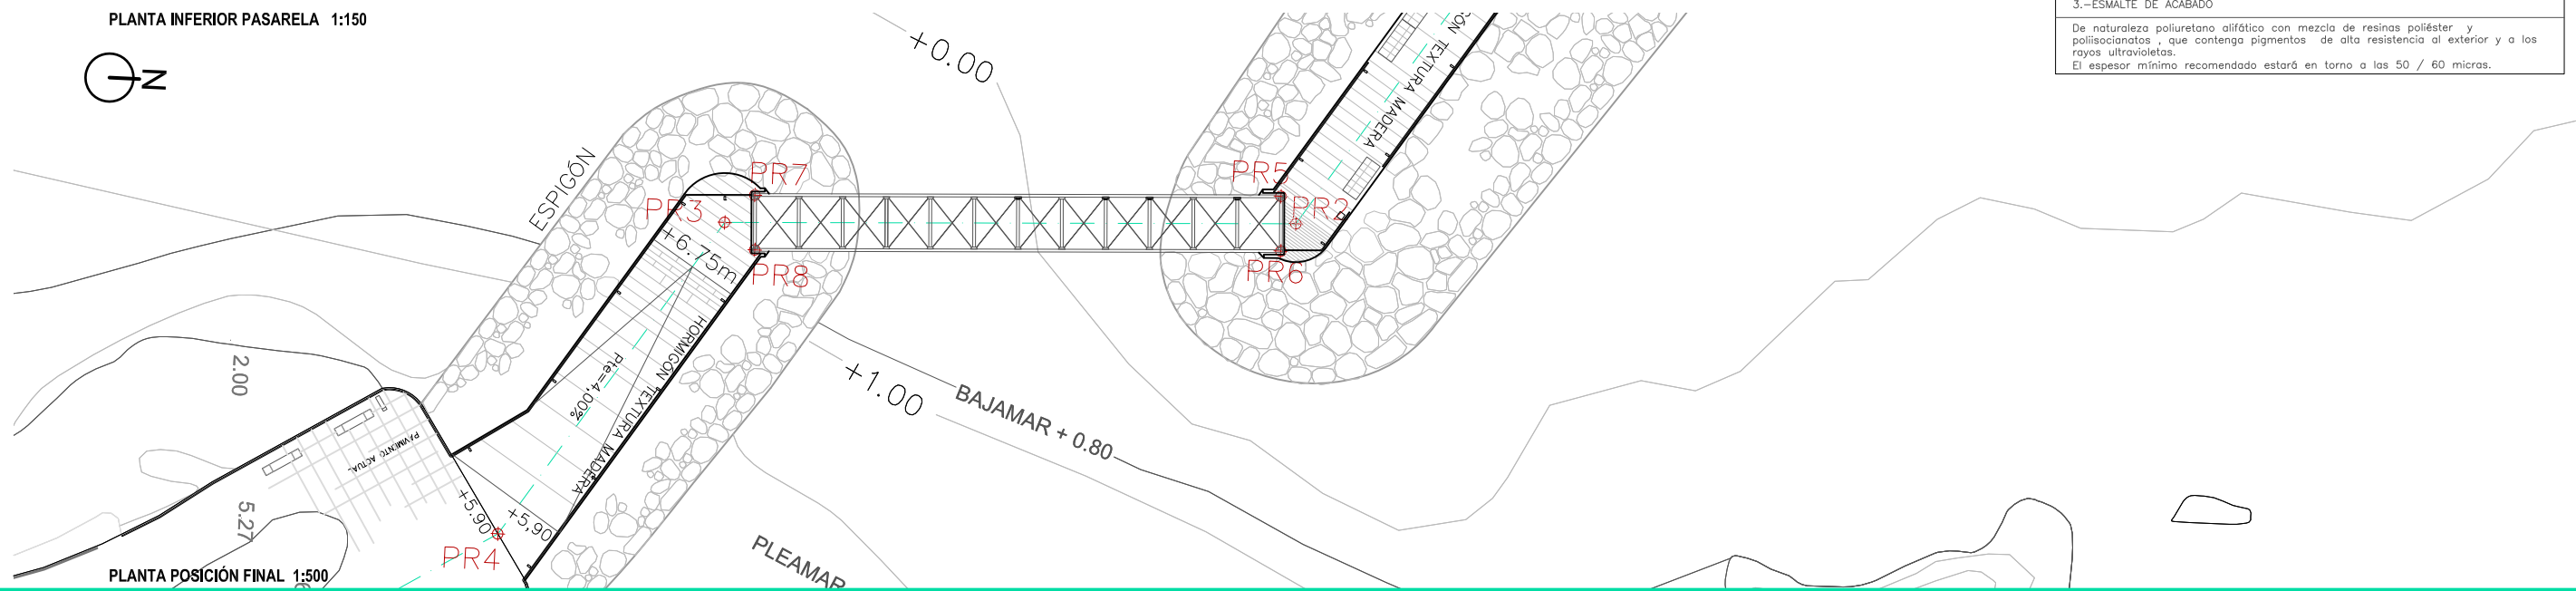 PLANTA INFERIOR PASARELA 1:150
N
3.-ESMALTE DE ACABADO
De naturaleza poliuretano alifático con mezcla de resinas poliéster y
poliisocianatos , que contenga pigmentos de alta resistencia al exterior y a los
rayos ultravioletas.
El espesor mínimo recomendado estará en torno a las 50 / 60 micras.
+0.00
TEXTURA MADERA
ESPIGÓN
PR7
PR5
PR3
PR2
+6.75m
PR8
PR6
HORMIGÓN TEXTURA MADERA
Pte=4,00%
2.00
+1.00
BAJAMAR + 0.80
PAVIMENTO ACTUAL
5.27
+5.90
+5,90
PR4
PLEAMAR
PLANTA POSICIÓN FINAL 1:500